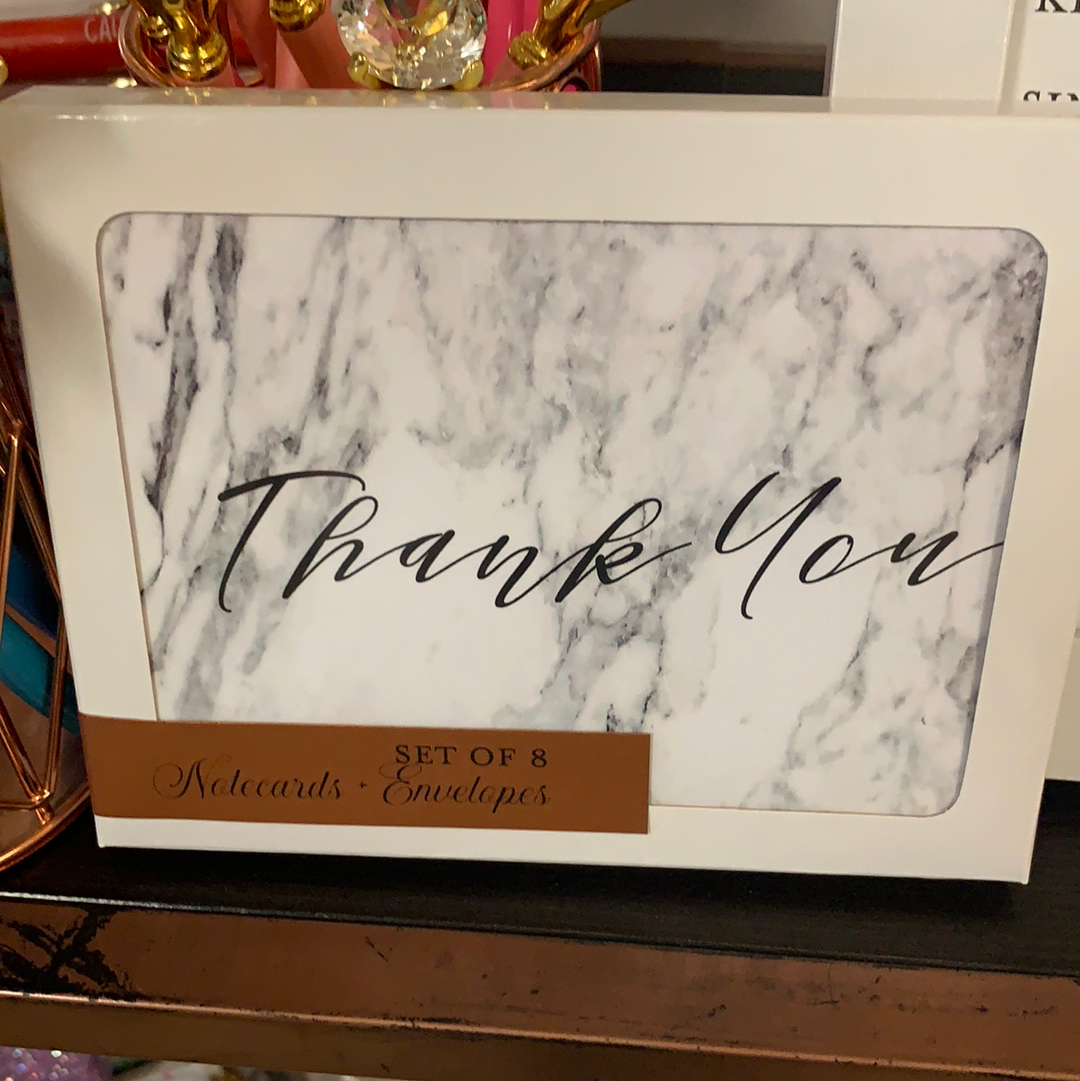 Thank You
SET OF 8
Notecards + Envelopes